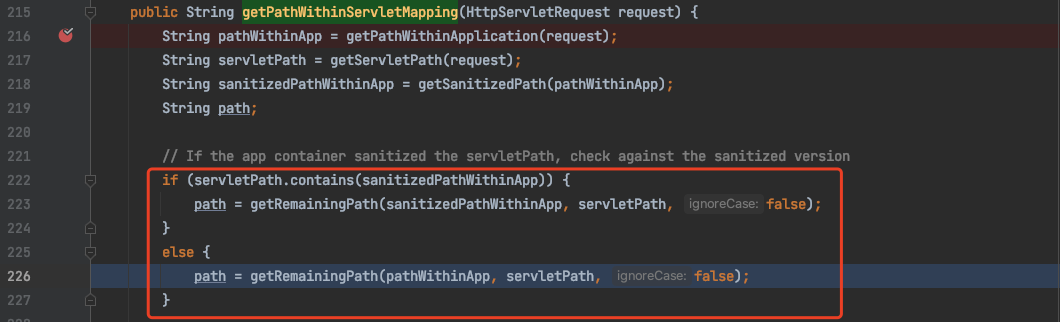 215 public String getPathWithinServletMapping(HttpServletRequest request) {
216 String pathWithinApp = getPathWithinApplication(request);
217 String servletPath = getServletPath(request);
218 String sanitizedPathWithinApp = getSanitizedPath(pathWithinApp);
219 String path;
220
221 // If the app container sanitized the servletPath, check against the sanitized version
222 if (servletPath.contains(sanitizedPathWithinApp)) {
223 path = getRemainingPath(sanitizedPathWithinApp, servletPath, ignoreCase: false);
224 }
225 else {
226 path = getRemainingPath(pathWithinApp, servletPath, ignoreCase: false);
227 }